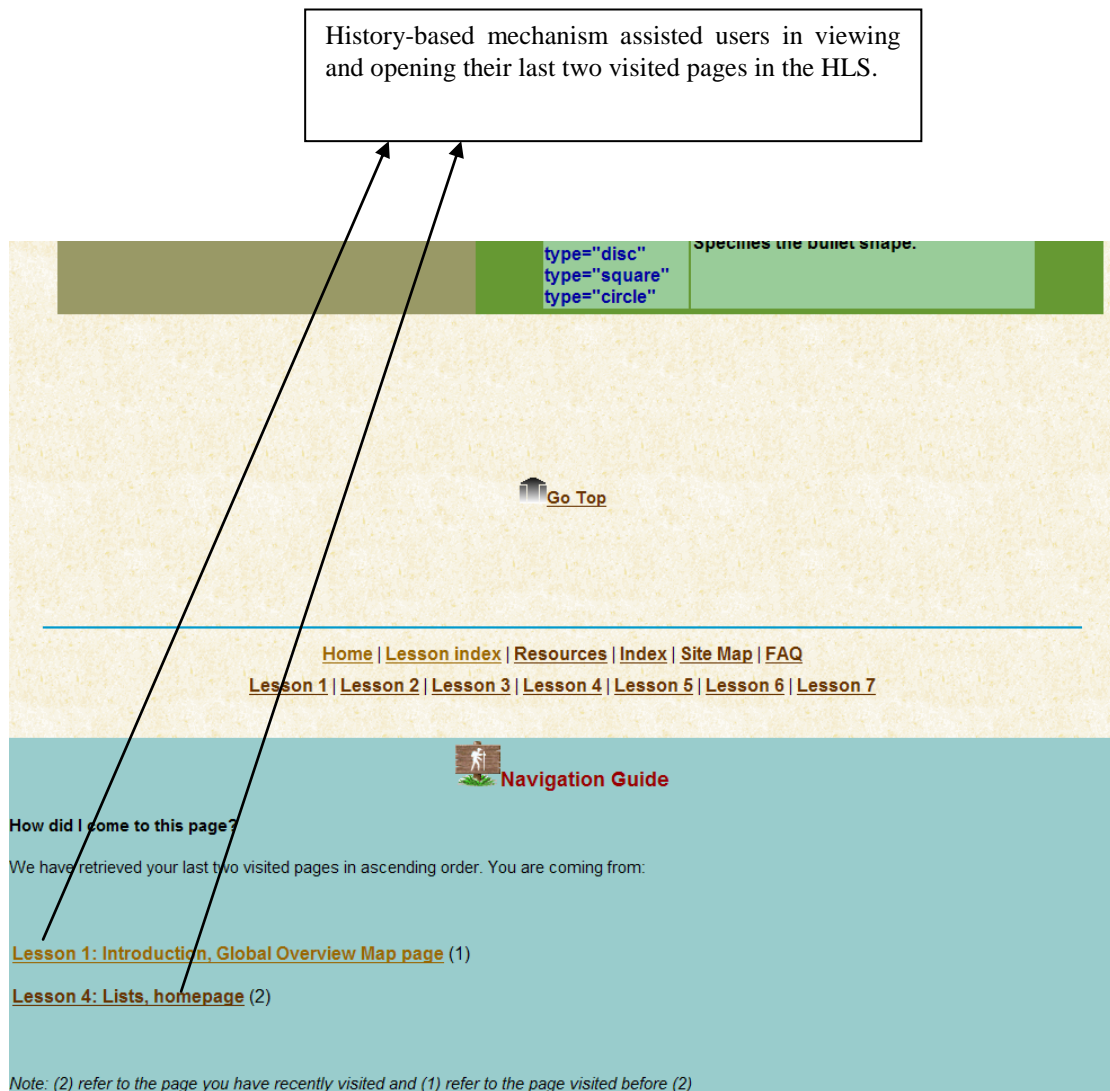 History-based mechanism assisted users in viewing
and opening their last two visited pages in the HLS.
type="disc"
Specifies the bullet shape.
type="square"
type="circle"
Go Top
Home | Lesson index | Resources | Index | Site Map | FAQ
Lesson 1 | Lesson 2 | Lesson 3 | Lesson 4 | Lesson 5 | Lesson 6 | Lesson 7
Navigation Guide
How did I come to this page?
We have retrieved your last two visited pages in ascending order. You are coming from:
Lesson 1: Introduction, Global Overview Map page (1)
Lesson 4: Lists, homepage (2)
Note: (2) refer to the page you have recently visited and (1) refer to the page visited before (2)